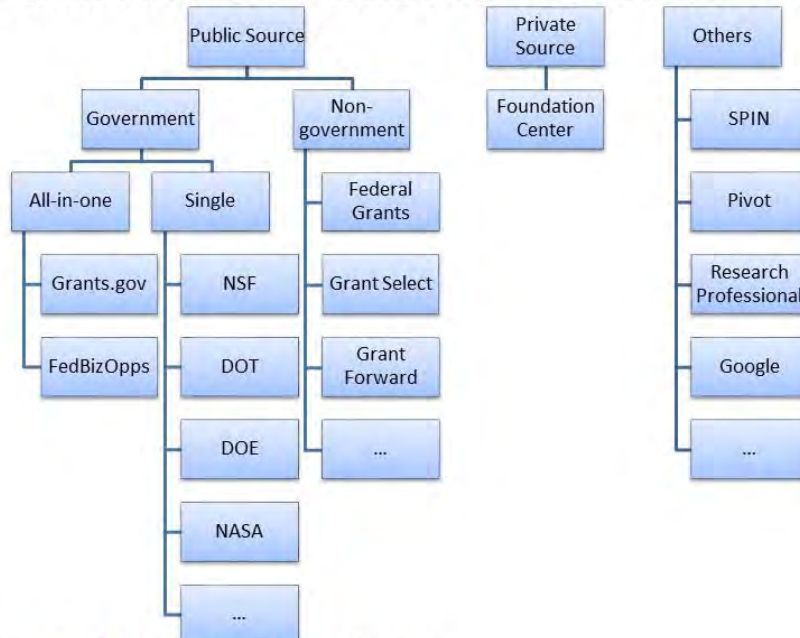 Public Source
Private
Source
Others
Government
Non-
government
Foundation
Center
SPIN
All-in-one
Single
Federal
Grants
Pivot
Grants.gov
NSF
Grant Select
Research
Professional
FedBizOpps
DOT
Grant
Forward
Google
DOE
...
...
NASA
...